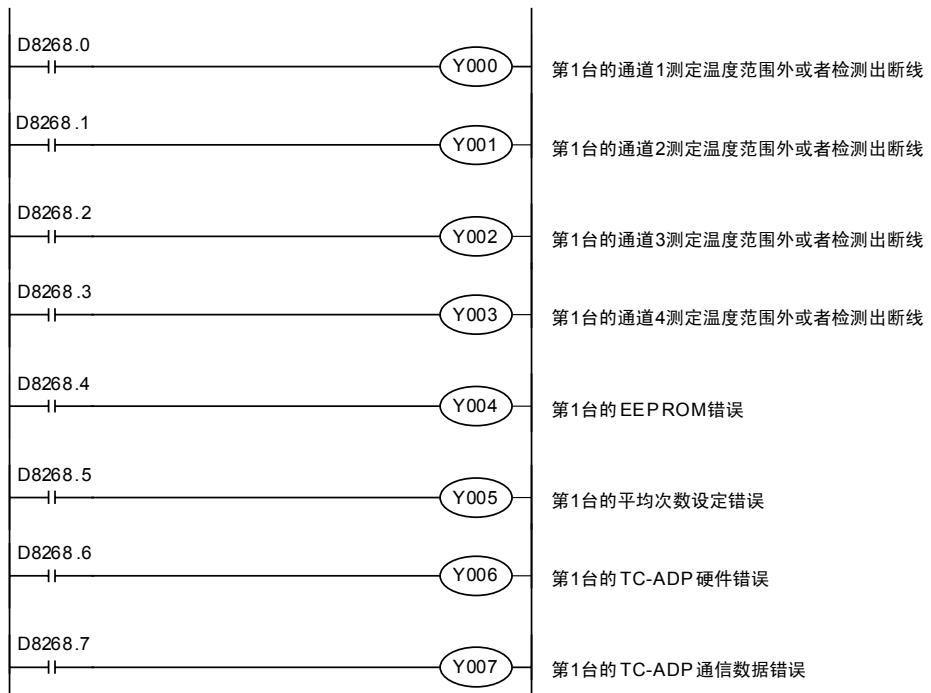 D8268.0
Y000 第1台的通道1测定温度范围外或者检测出断线
D8268.1
Y001 第1台的通道2测定温度范围外或者检测出断线
D8268.2
Y002 第1台的通道3测定温度范围外或者检测出断线
D8268.3
Y003 第1台的通道4测定温度范围外或者检测出断线
D8268.4
Y004 第1台的EEPROM错误
D8268.5
Y005 第1台的平均次数设定错误
D8268.6
Y006 第1台的TC-ADP硬件错误
D8268.7
Y007 第1台的TC-ADP通信数据错误